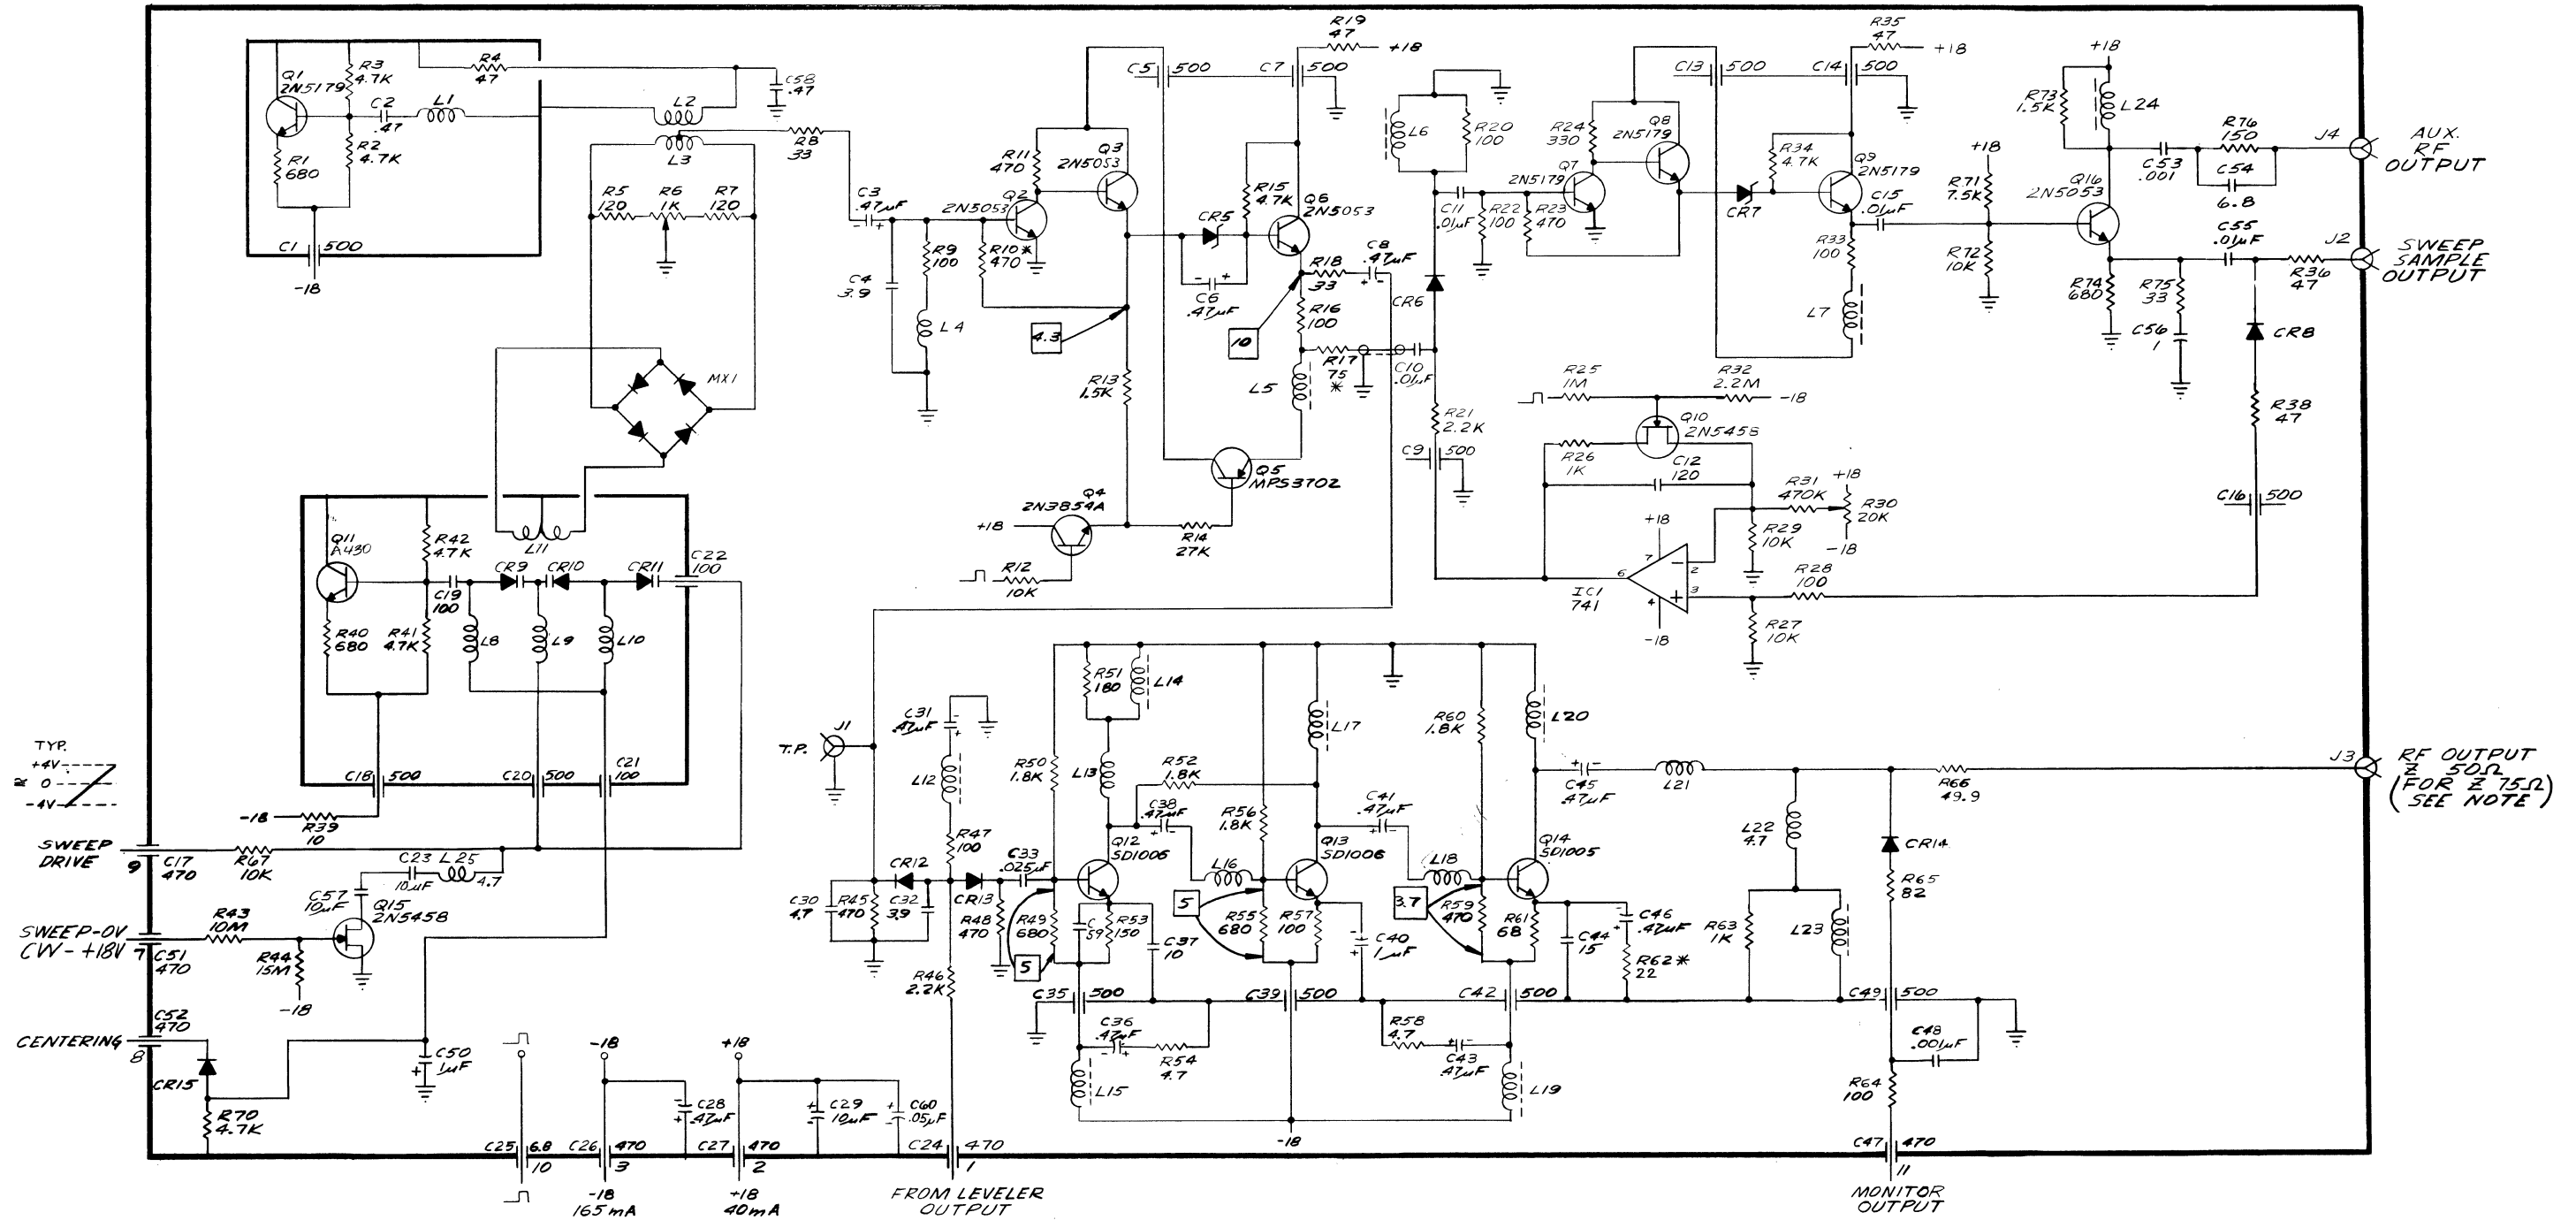 R19
47
+18
R35
47
+18
+18
Q1
2N5179
R3
4.7K
R4
47
C58
.47
C2
.47
L1
L2
L3
R2
4.7K
R1
680
C1 500
-18
R8
33
R5
120
R6
1K
R7
120
MX1
C3
.47µF
C4
3.9
R9
100
L4
R11
470
Q2
2N5053
Q3
2N5053
R10*
470
4.3
R13
1.5K
C5 500
C7 500
R15
4.7K
CR5
C6
.47µF
Q6
2N5053
R18
33
C8
.47µF
R16
100
10
R17
75
*
L5
C10
.01µF
Q5
MPS3702
Q4
2N3854A
+18
R14
27K
R12
10K
L6
R20
100
C11
.01µF
R22
100
R23
470
R24
330
Q7
2N5179
Q8
2N5179
CR6
R21
2.2K
C9 500
C13 500
C14 500
R34
4.7K
CR7
Q9
2N5179
C15
.01µF
R33
100
L7
R25
1M
R32
2.2M
-18
Q10
2N5458
R26
1K
C12
120
R31
470K
+18
R30
20K
-18
R29
10K
+18
7
2
6
3
4
IC1
741
-18
R28
100
R27
10K
+18
R71
7.5K
R72
10K
R73
1.5K
L24
Q16
2N5053
C53
.001
R76
150
C54
6.8
J4
AUX.
RF
OUTPUT
C55
.01µF
J2
R36
47
SWEEP
SAMPLE
OUTPUT
R74
680
R75
33
C56
1
CR8
R38
47
C16 500
Q11
A430
R42
4.7K
L11
CR9
CR10
CR11
C22
100
C19
100
R40
680
R41
4.7K
L8
L9
L10
C18 500
C20 500
C21
100
TYP.
+4V
≅ 0
-4V
-18
R39
10
SWEEP
DRIVE
9
C17
470
R67
10K
C23
10µF
L25
4.7
C57
10µF
Q15
2N5458
SWEEP-0V
CW - +18V
7
C51
470
R43
10M
R44
15M
-18
CENTERING
8
C52
470
CR15
R70
4.7K
C50
1µF
C25 6.8
10
-18
C26 470
3
-18
165mA
C28
.47µF
+18
C27 470
2
+18
40mA
C29
10µF
C60
.05µF
C24 470
1
FROM LEVELER
OUTPUT
J1
T.P.
C31
.47µF
L12
R47
100
CR12
CR13
C30
4.7
R45
470
C32
3.9
R48
470
R46
2.2K
C33
.025µF
R50
1.8K
R51
180
L14
L13
Q12
SD1006
R49
680
C
59
R53
150
C37
10
5
C35 500
C36
.47µF
R54
4.7
L15
R52
1.8K
C38
.47µF
L16
R56
1.8K
L17
Q13
SD1006
5
R55
680
R57
100
C40
1µF
C39 500
-18
C41
.47µF
L18
R60
1.8K
L20
Q14
SD1005
3.7
R59
470
R61
68
C44
15
C46
.47µF
R62*
22
C42 500
R58
4.7
C43
.47µF
L19
C45
.47µF
L21
L22
4.7
R63
1K
L23
CR14
R65
82
R66
49.9
J3
RF OUTPUT
Z 50Ω
(FOR Z 75Ω
SEE NOTE)
C49 500
C48
.001µF
R64
100
C47 470
11
MONITOR
OUTPUT